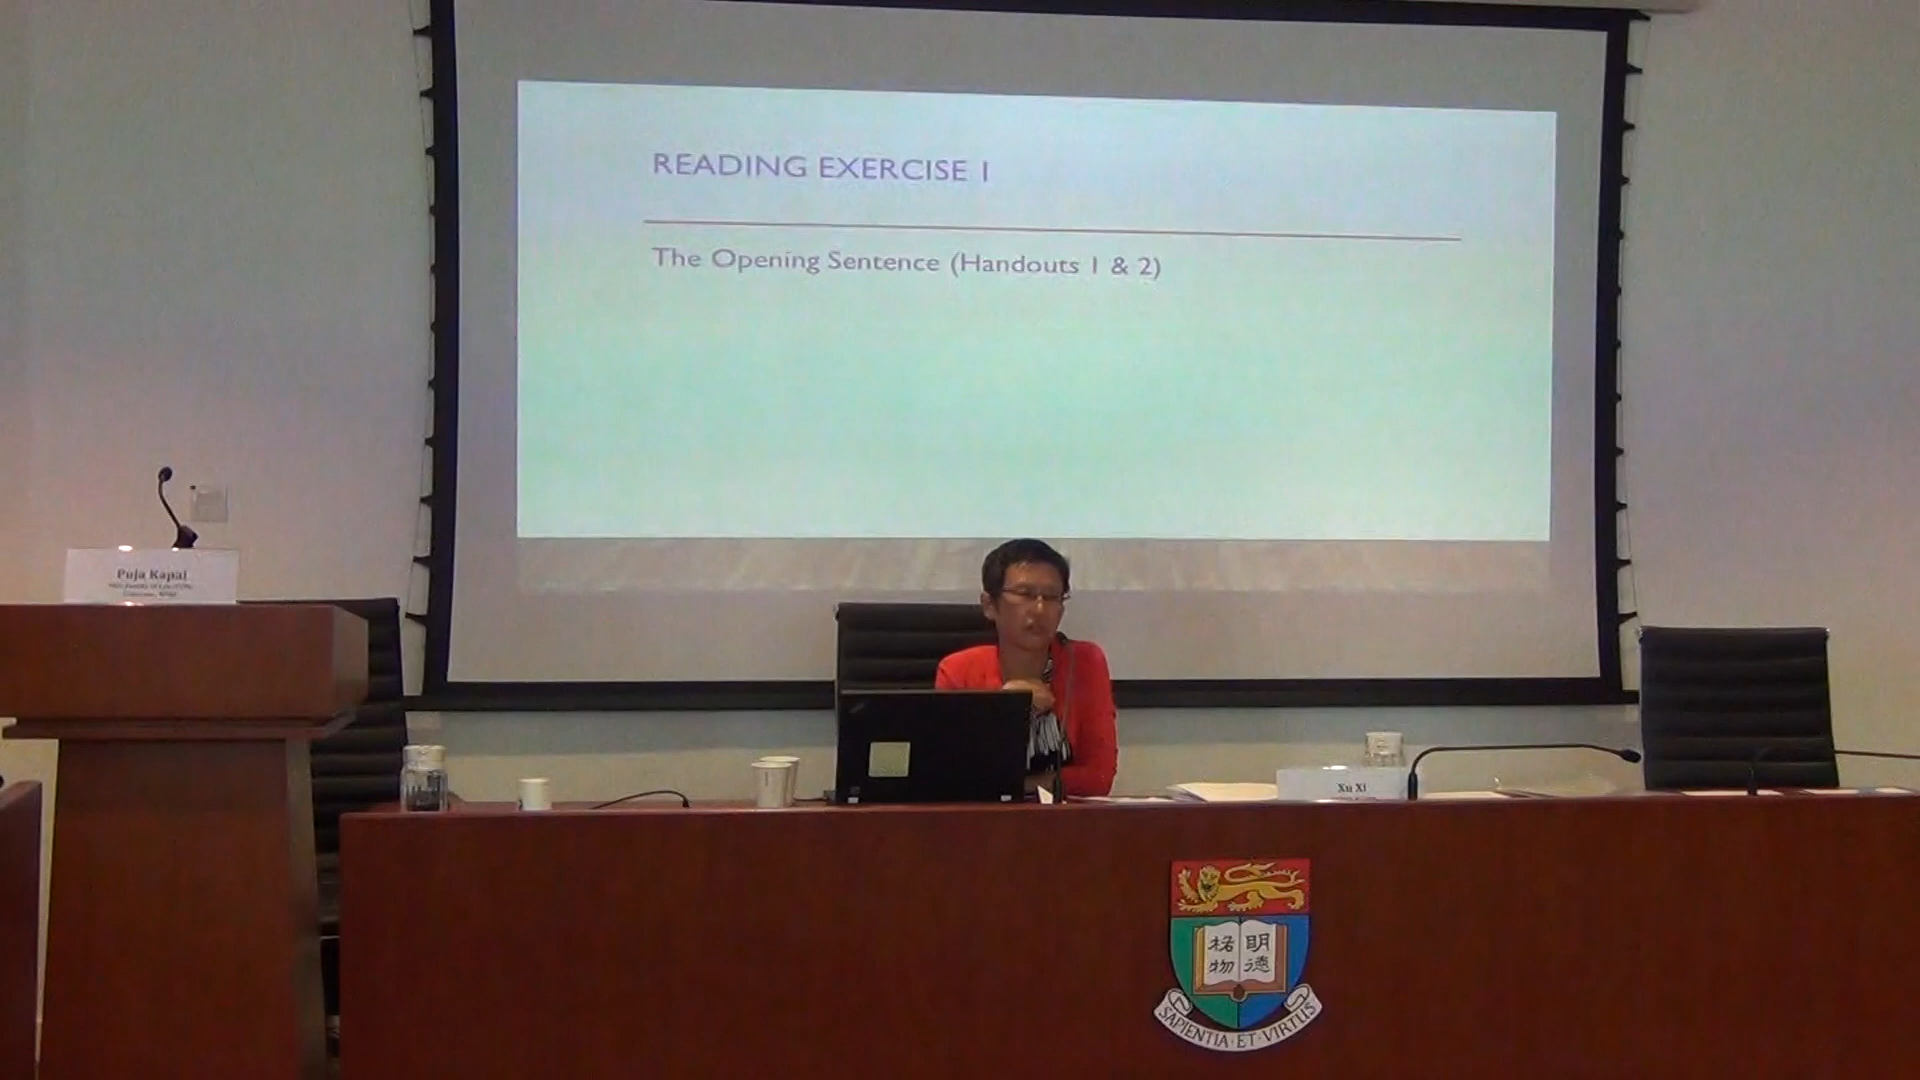 READING EXERCISE 1
The Opening Sentence (Handouts 1 & 2)
Puja Kapai
Xu Xi
明德
格物
SAPIENTIA·ET·VIRTUS